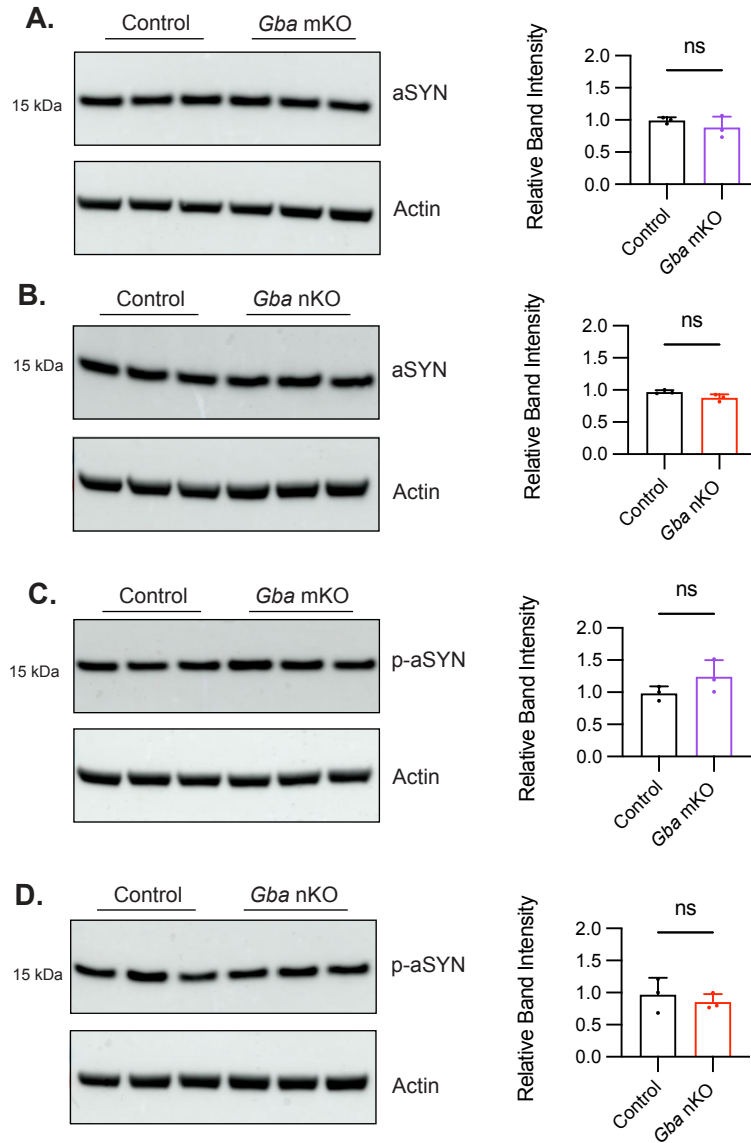 A.
Control Gba mKO
15 kDa
aSYN
Actin
Relative Band Intensity
2.0
1.5
1.0
0.5
0.0
ns
Control
Gba mKO
B.
Control Gba nKO
15 kDa
aSYN
Actin
Relative Band Intensity
2.0
1.5
1.0
0.5
0.0
ns
Control
Gba nKO
C.
Control Gba mKO
15 kDa
p-aSYN
Actin
Relative Band Intensity
2.0
1.5
1.0
0.5
0.0
ns
Control
Gba mKO
D.
Control Gba nKO
15 kDa
p-aSYN
Actin
Relative Band Intensity
2.0
1.5
1.0
0.5
0.0
ns
Control
Gba nKO